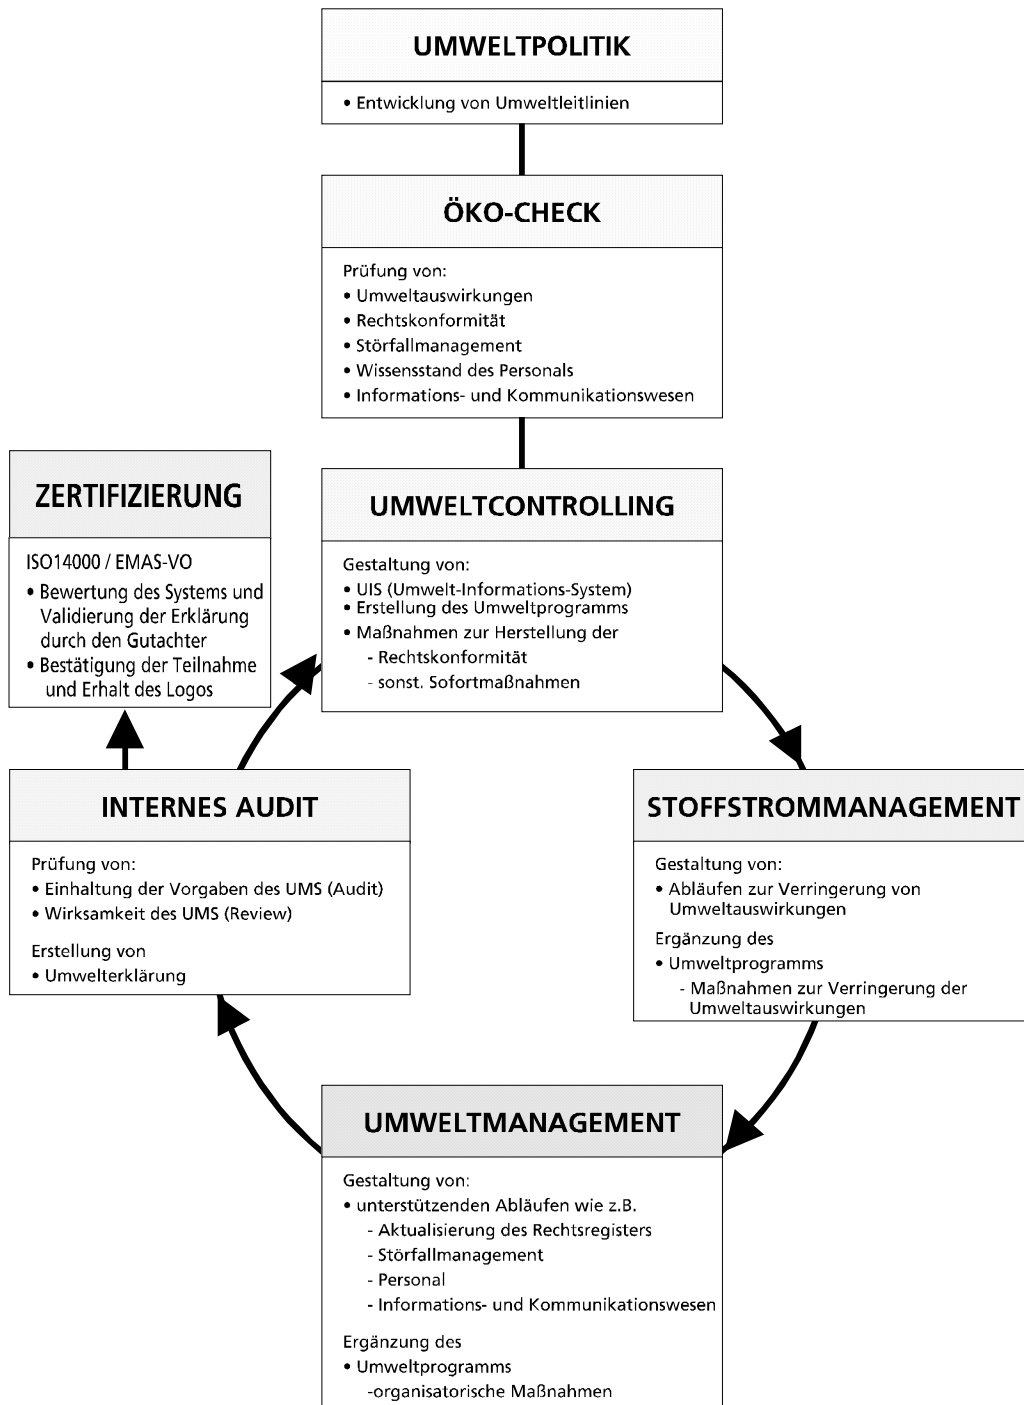 UMWELTPOLITIK
• Entwicklung von Umweltleitlinien
ÖKO-CHECK
Prüfung von:
• Umweltauswirkungen
• Rechtskonformität
• Störfallmanagement
• Wissensstand des Personals
• Informations- und Kommunikationswesen
ZERTIFIZIERUNG
ISO14000 / EMAS-VO
• Bewertung des Systems und
Validierung der Erklärung
durch den Gutachter
• Bestätigung der Teilnahme
und Erhalt des Logos
UMWELTCONTROLLING
Gestaltung von:
• UIS (Umwelt-Informations-System)
• Erstellung des Umweltprogramms
• Maßnahmen zur Herstellung der
- Rechtskonformität
- sonst. Sofortmaßnahmen
INTERNES AUDIT
Prüfung von:
• Einhaltung der Vorgaben des UMS (Audit)
• Wirksamkeit des UMS (Review)
Erstellung von
• Umwelterklärung
STOFFSTROMMANAGEMENT
Gestaltung von:
• Abläufen zur Verringerung von
Umweltauswirkungen
Ergänzung des
• Umweltprogramms
- Maßnahmen zur Verringerung der
Umweltauswirkungen
UMWELTMANAGEMENT
Gestaltung von:
• unterstützenden Abläufen wie z.B.
- Aktualisierung des Rechtsregisters
- Störfallmanagement
- Personal
- Informations- und Kommunikationswesen
Ergänzung des
• Umweltprogramms
-organisatorische Maßnahmen